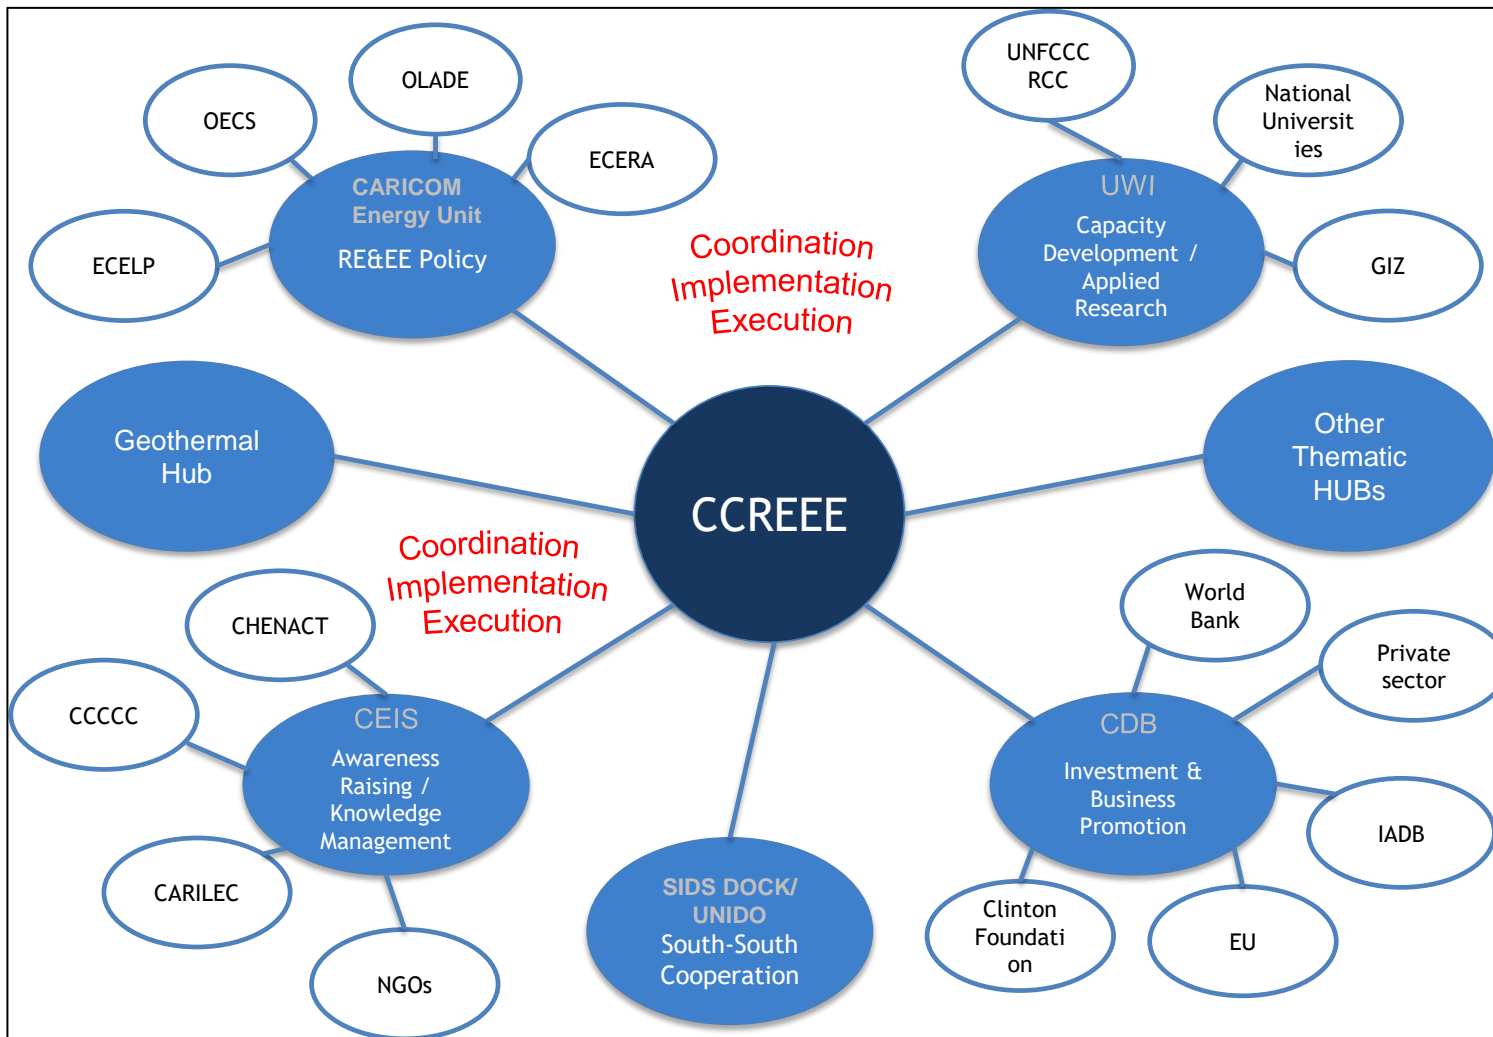 UNFCCC
RCC
OLADE
National
Universit
ies
OECS
ECERA
CARICOM
Energy Unit
RE&EE Policy
UWI
Capacity
Development /
Applied
Research
ECELP
GIZ
Coordination
Implementation
Execution
Geothermal
Hub
Other
Thematic
HUBs
CCREEE
Coordination
Implementation
Execution
CHENACT
World
Bank
Private
sector
CCCCC
CEIS
Awareness
Raising /
Knowledge
Management
CDB
Investment &
Business
Promotion
IADB
CARILEC
SIDS DOCK/
UNIDO
South-South
Cooperation
Clinton
Foundati
on
EU
NGOs